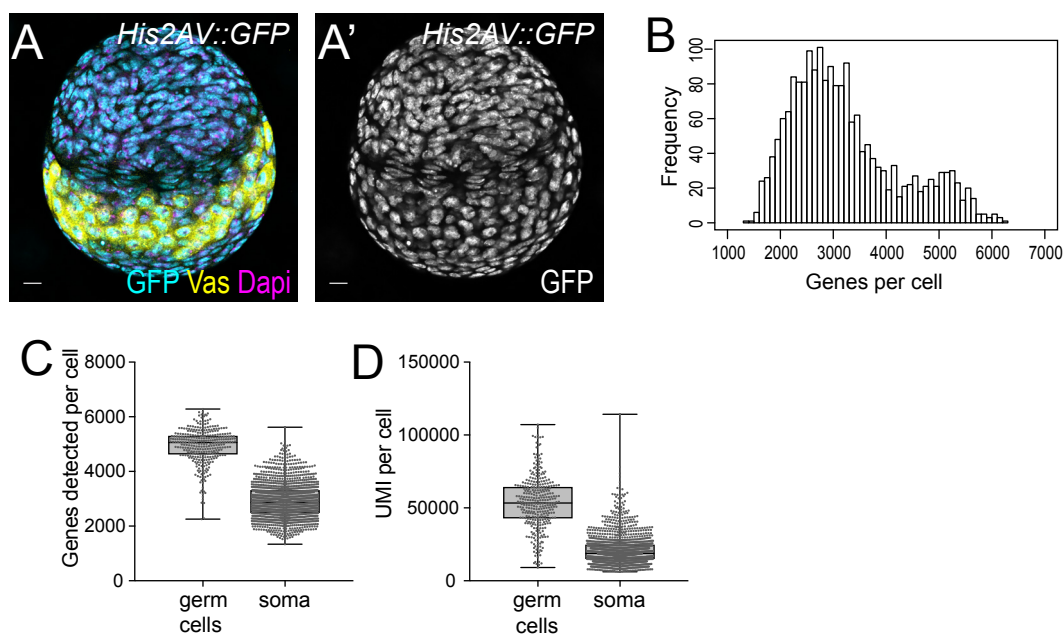 A
His2AV::GFP
GFP Vas Dapi
A'
His2AV::GFP
GFP
B
Frequency
0 20 40 60 80 100
1000 2000 3000 4000 5000 6000 7000
Genes per cell
C
Genes detected per cell
8000
6000
4000
2000
0
germ cells
soma
D
UMI per cell
150000
100000
50000
0
germ cells
soma